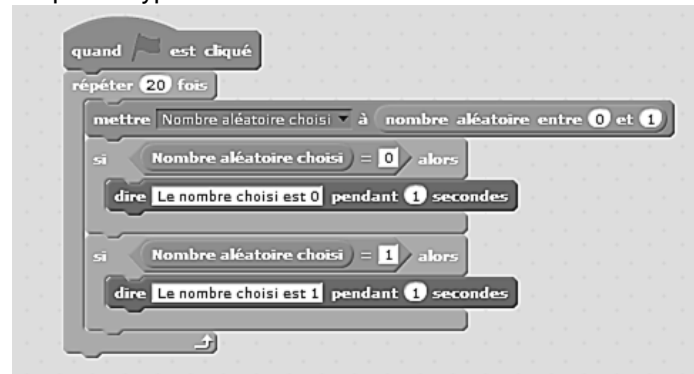 quand est cliqué
répéter 20 fois
mettre Nombre aléatoire choisi à nombre aléatoire entre 0 et 1
si Nombre aléatoire choisi = 0 alors
dire Le nombre choisi est 0 pendant 1 secondes
si Nombre aléatoire choisi = 1 alors
dire Le nombre choisi est 1 pendant 1 secondes